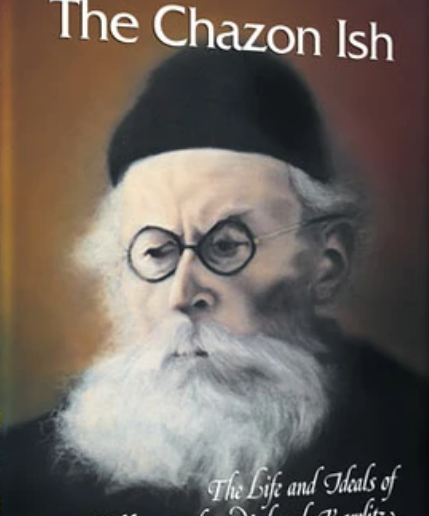 The Chazon Ish
The Life and Ideals of